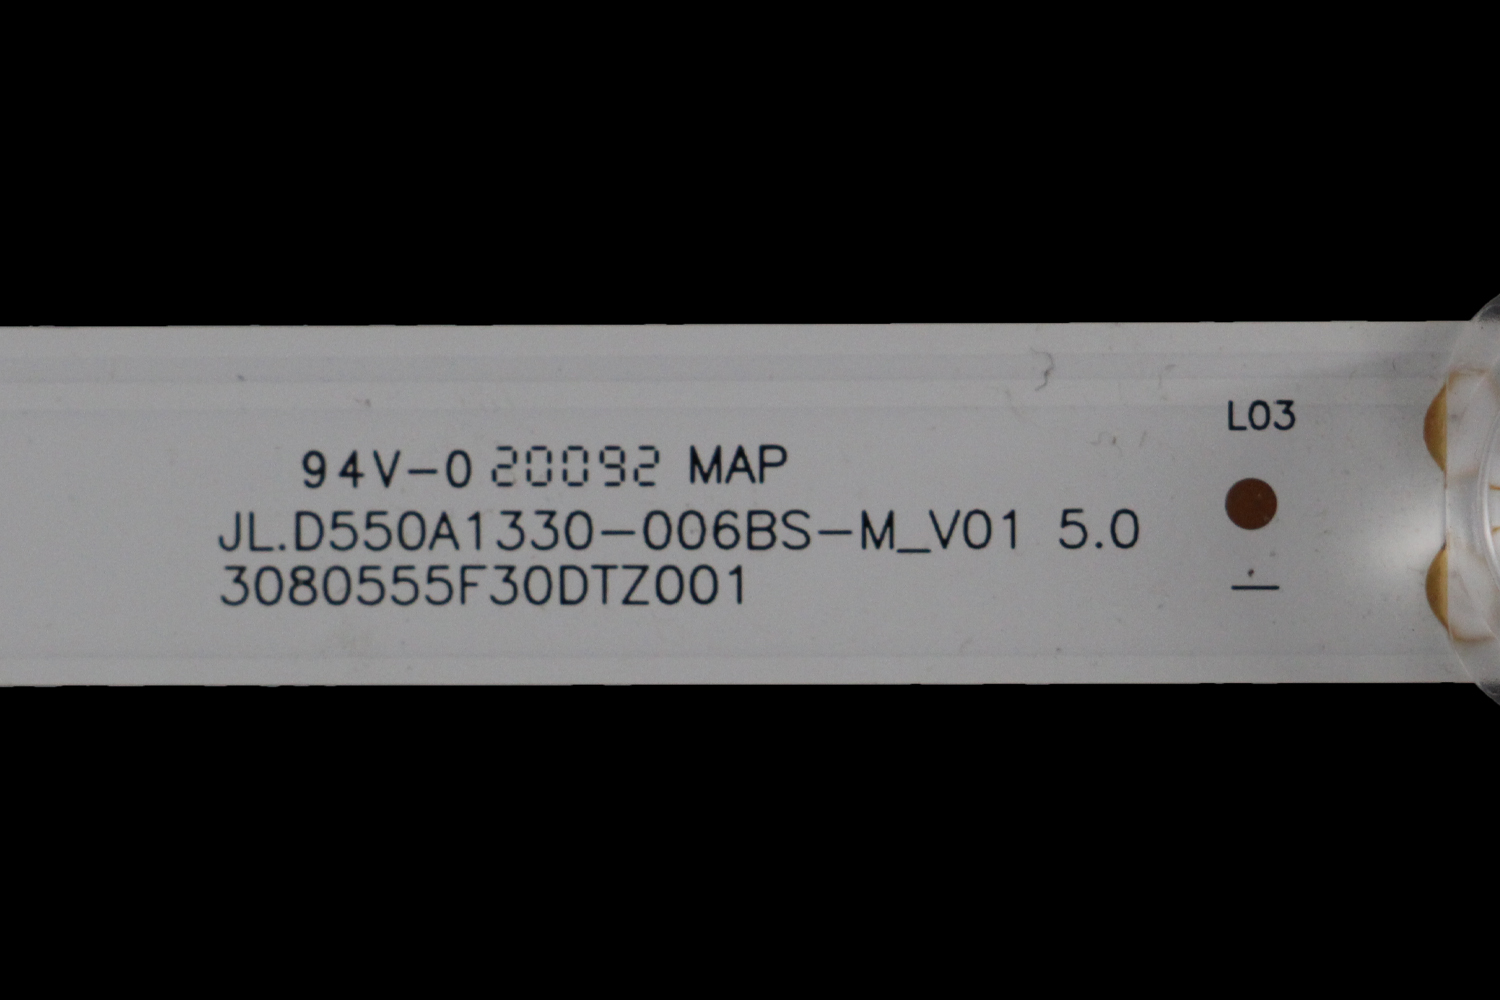 94V-0 20092 MAP
JL.D550A1330-006BS-M_V01 5.0
3080555F30DTZ001
L03